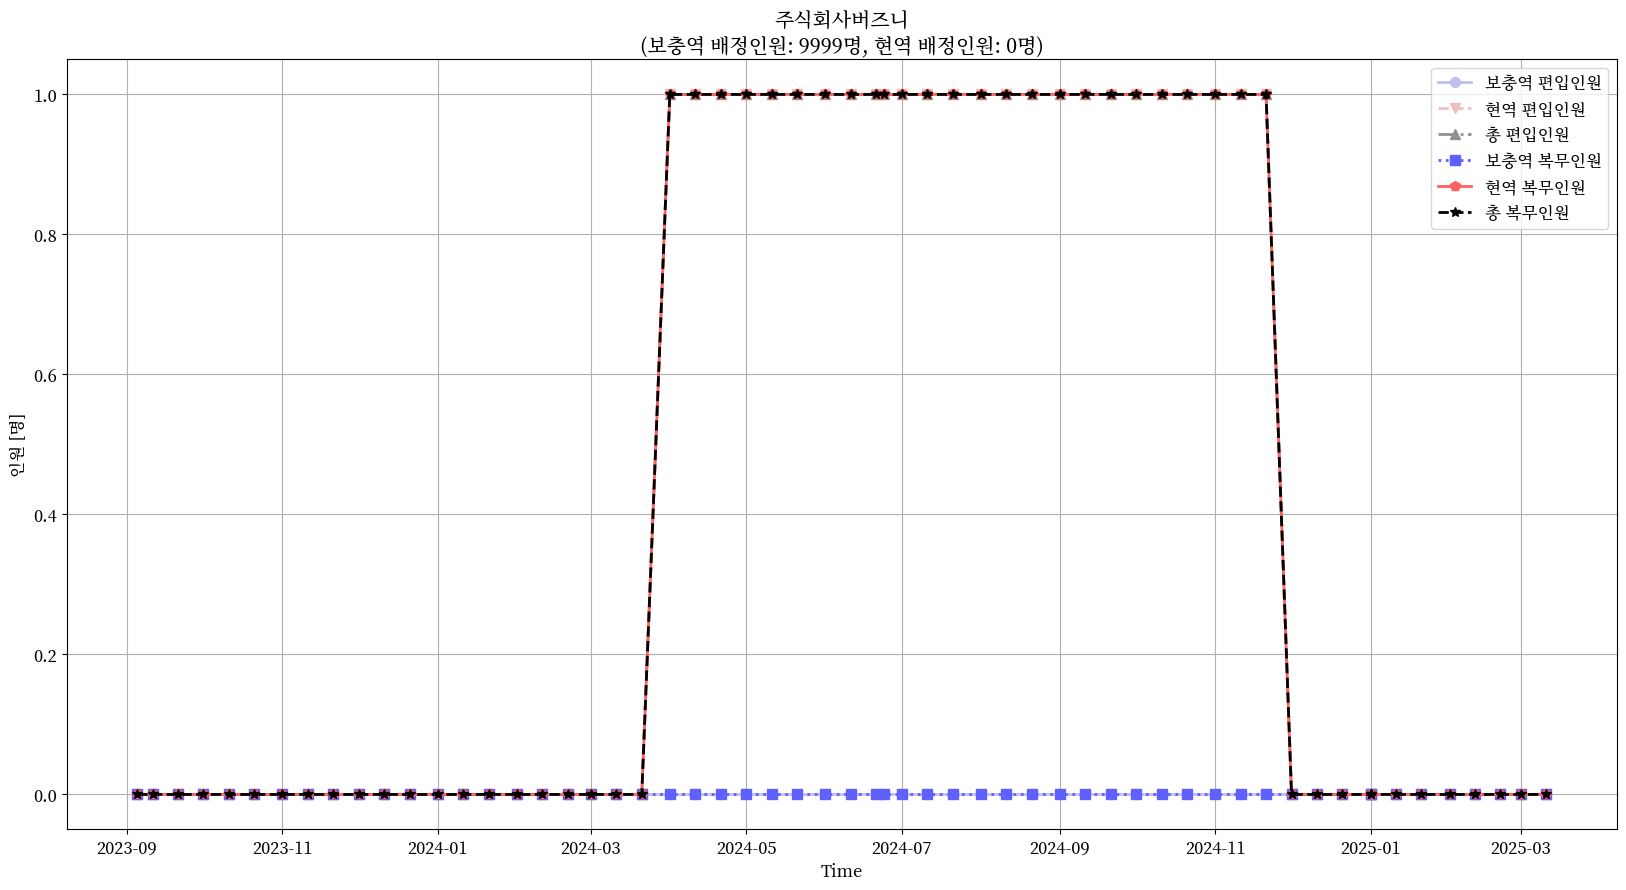 주식회사버즈니
(보충역 배정인원: 9999명, 현역 배정인원: 0명)
1.0
0.8
0.6
0.4
0.2
0.0
인원 [명]
보충역 편입인원
현역 편입인원
총 편입인원
보충역 복무인원
현역 복무인원
총 복무인원
2023-09 2023-11 2024-01 2024-03 2024-05 2024-07 2024-09 2024-11 2025-01 2025-03
Time